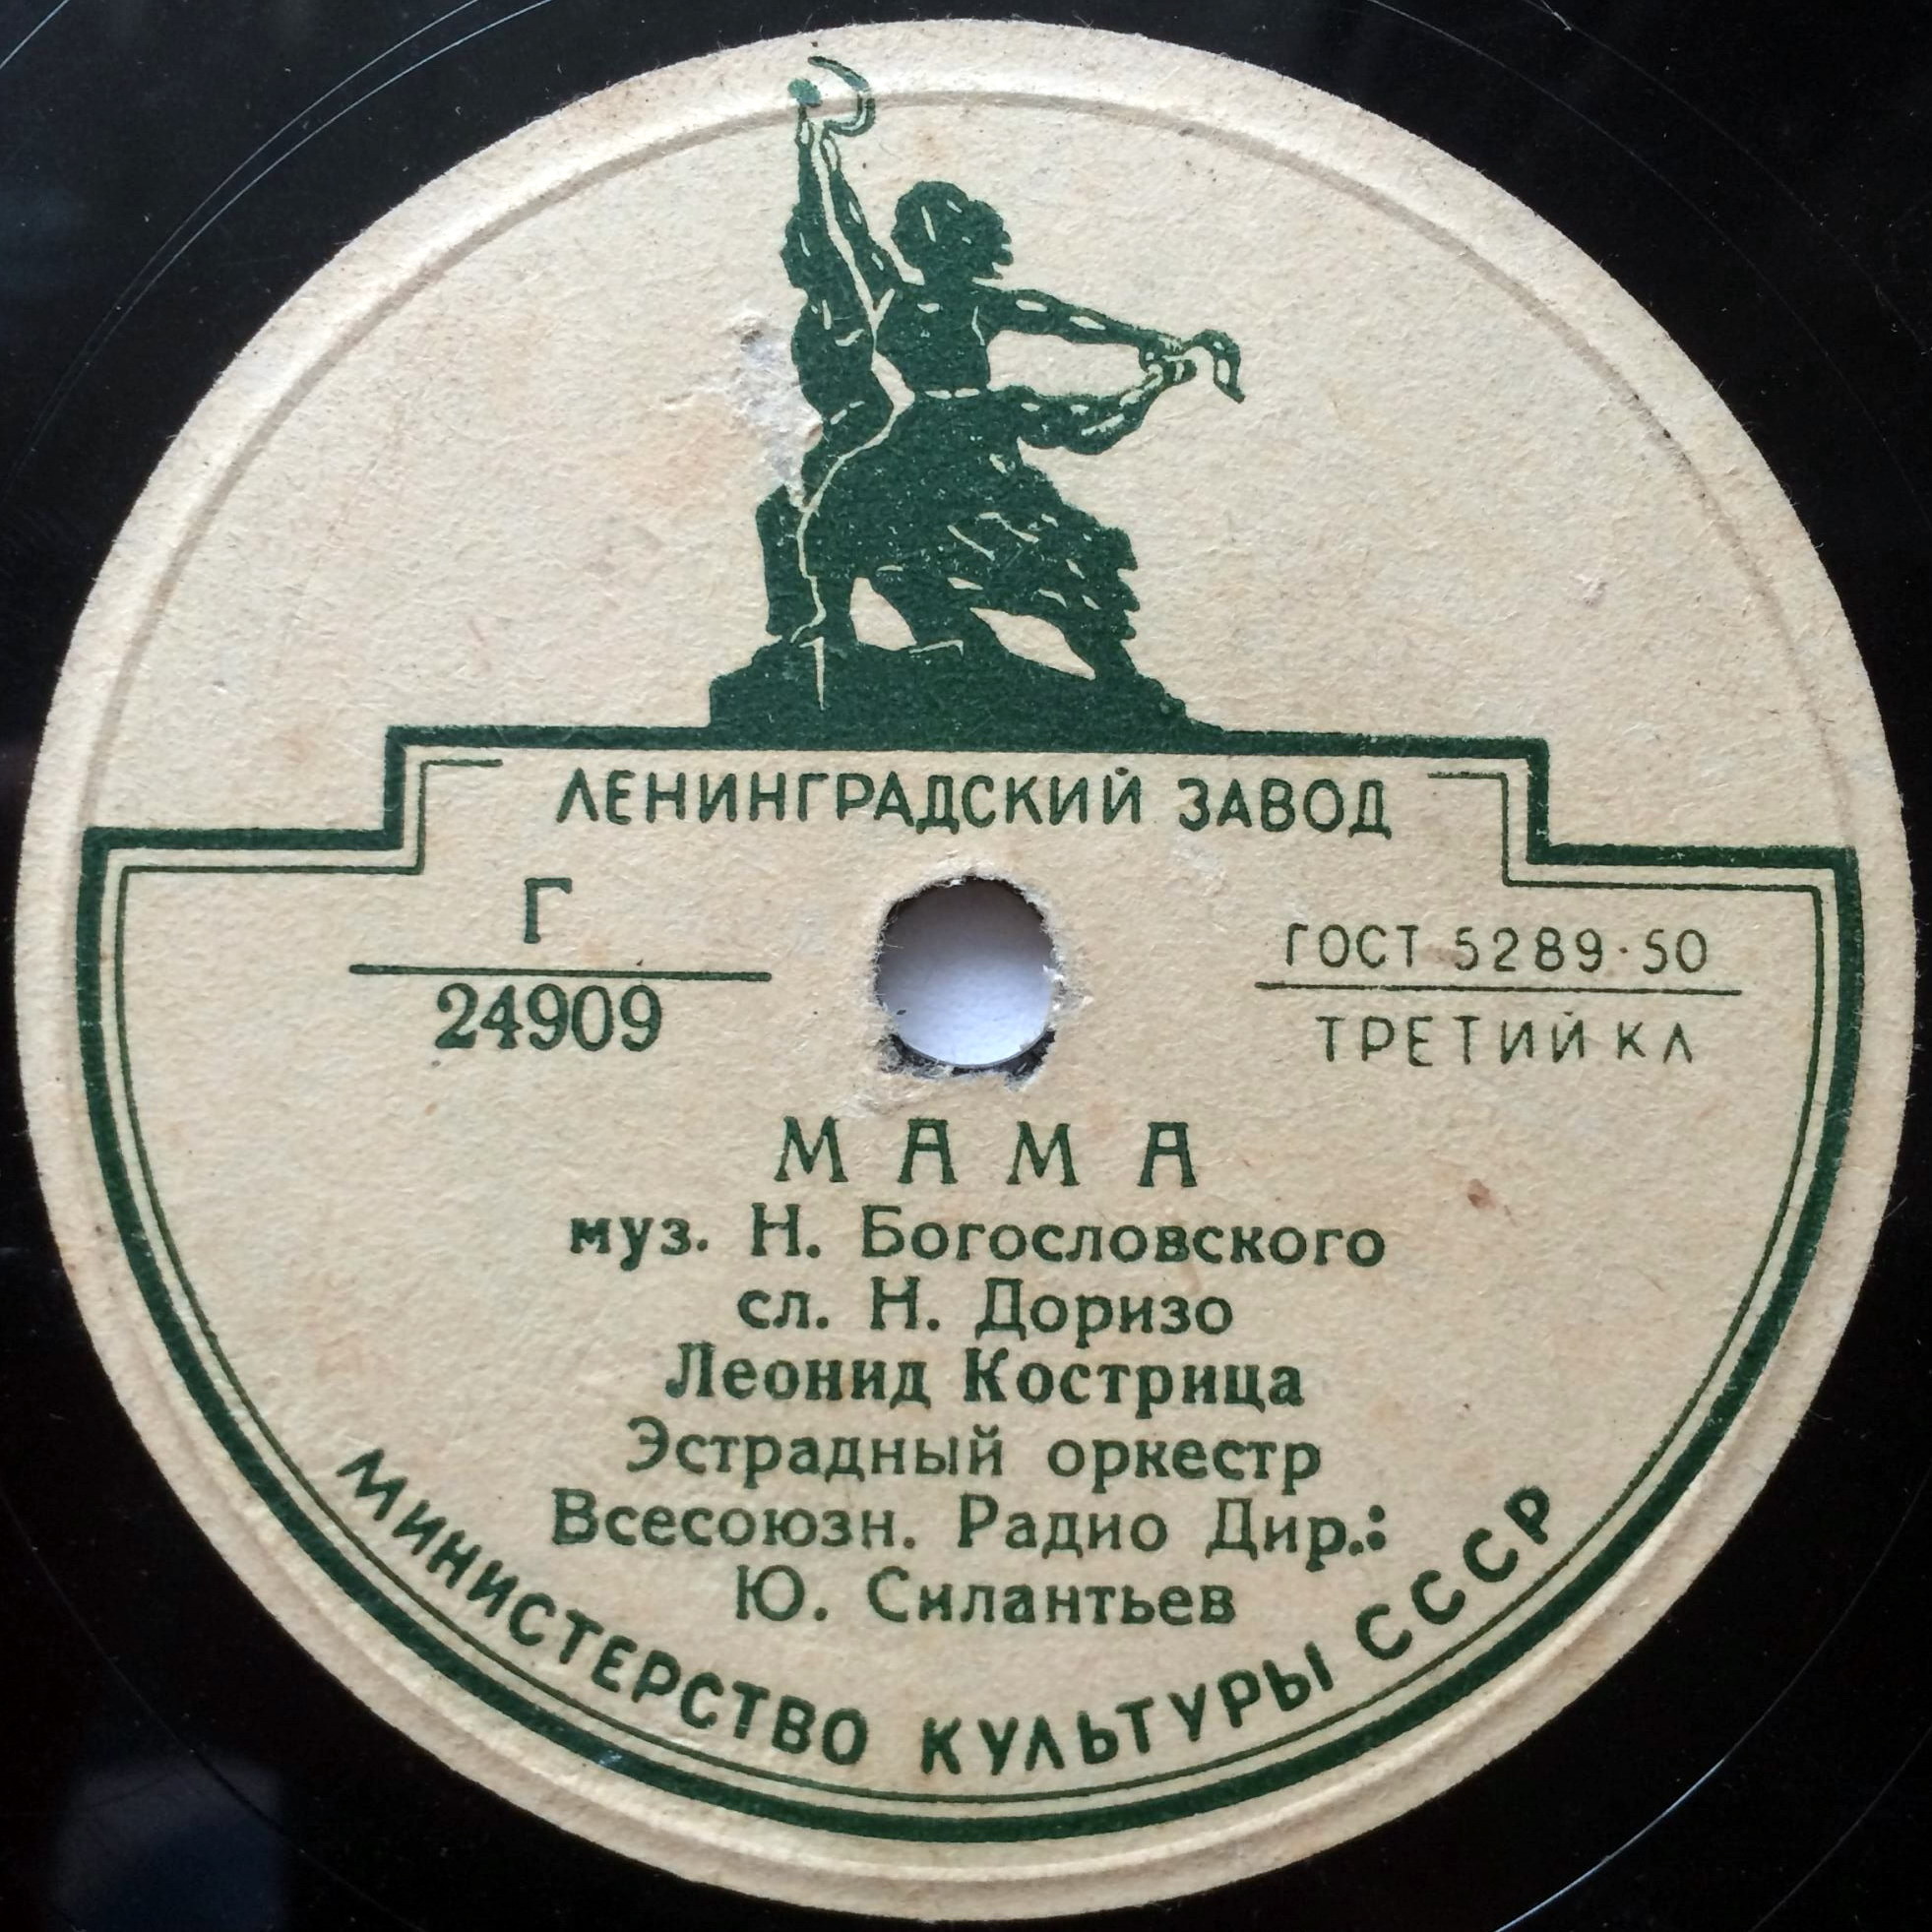 ЛЕНИНГРАДСКИЙ ЗАВОД
Г
24909
ГОСТ 5289·50
ТРЕТИЙ КЛ
МАМА
муз. Н. Богословского
сл. Н. Доризо
Леонид Кострица
Эстрадный оркестр
Всесоюзн. Радио Дир.:
Ю. Силантьев
МИНИСТЕРСТВО КУЛЬТУРЫ СССР